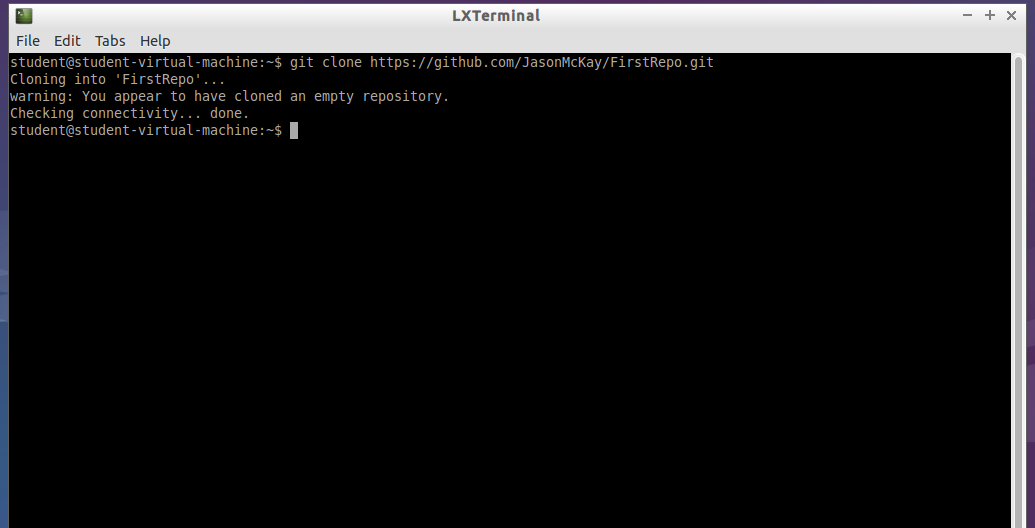 LXTerminal
File Edit Tabs Help
student@student-virtual-machine:~$ git clone https://github.com/JasonMcKay/FirstRepo.git
Cloning into 'FirstRepo'...
warning: You appear to have cloned an empty repository.
Checking connectivity... done.
student@student-virtual-machine:~$